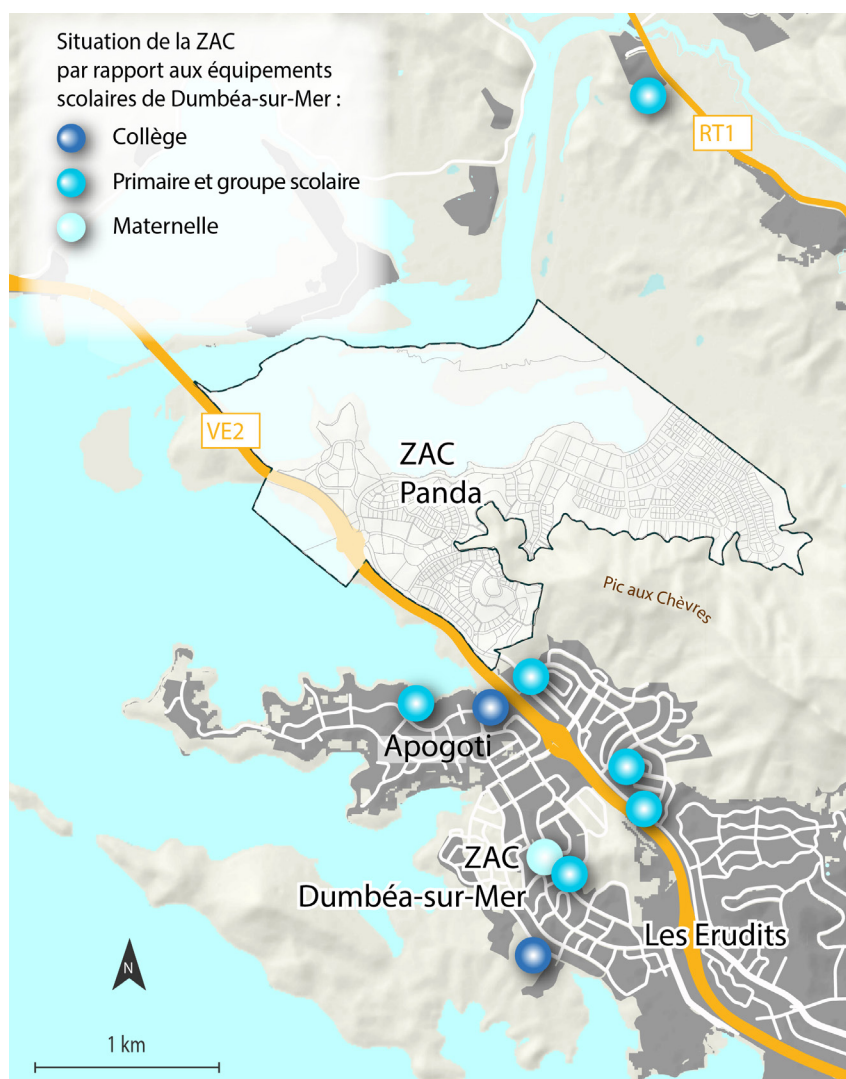 Situation de la ZAC
par rapport aux équipements
scolaires de Dumbéa-sur-Mer :
Collège
Primaire et groupe scolaire
Maternelle
RT1
VE2
ZAC
Panda
Pic aux Chèvres
Apogoti
ZAC
Dumbéa-sur-Mer
Les Erudits
N
1 km